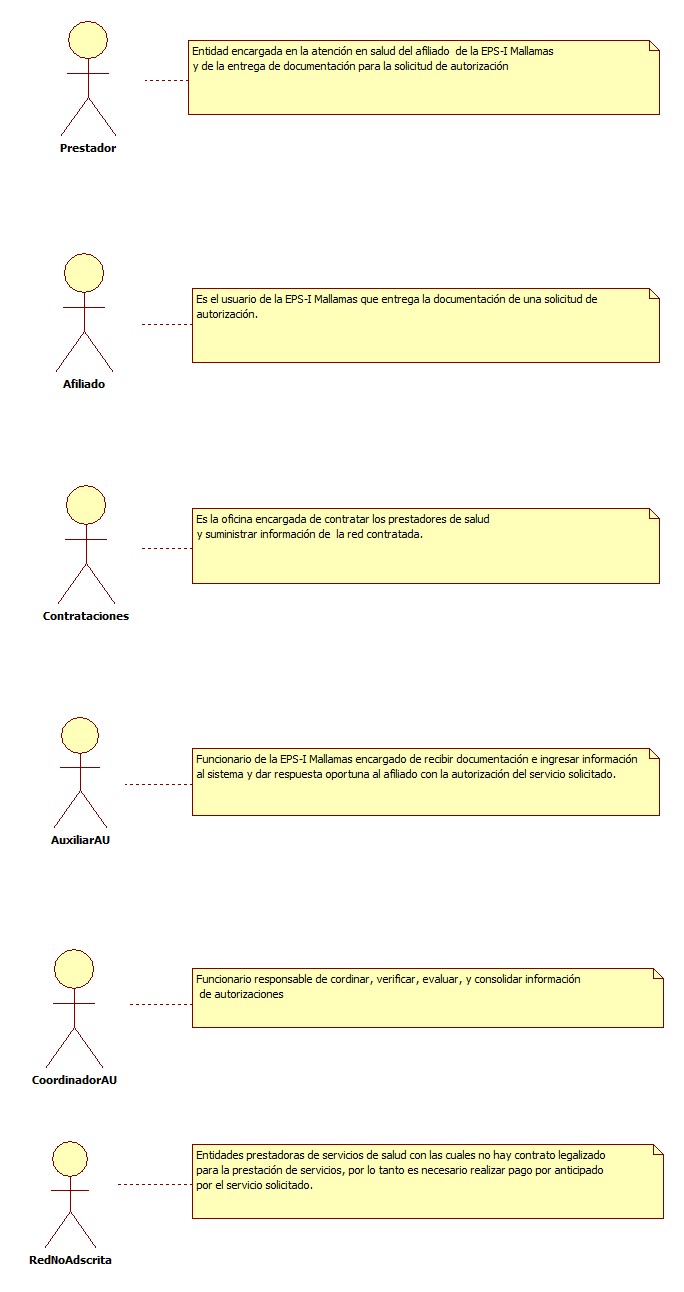 Entidad encargada en la atención en salud del afiliado de la EPS-I Mallamas
y de la entrega de documentación para la solicitud de autorización
Prestador
Es el usuario de la EPS-I Mallamas que entrega la documentación de una solicitud de
autorización.
Afiliado
Es la oficina encargada de contratar los prestadores de salud
y suministrar información de la red contratada.
Contrataciones
Funcionario de la EPS-I Mallamas encargado de recibir documentación e ingresar información
al sistema y dar respuesta oportuna al afiliado con la autorización del servicio solicitado.
AuxiliarAU
Funcionario responsable de cordinar, verificar, evaluar, y consolidar información
de autorizaciones
CoordinadorAU
Entidades prestadoras de servicios de salud con las cuales no hay contrato legalizado
para la prestación de servicios, por lo tanto es necesario realizar pago por anticipado
por el servicio solicitado.
RedNoAdscrita